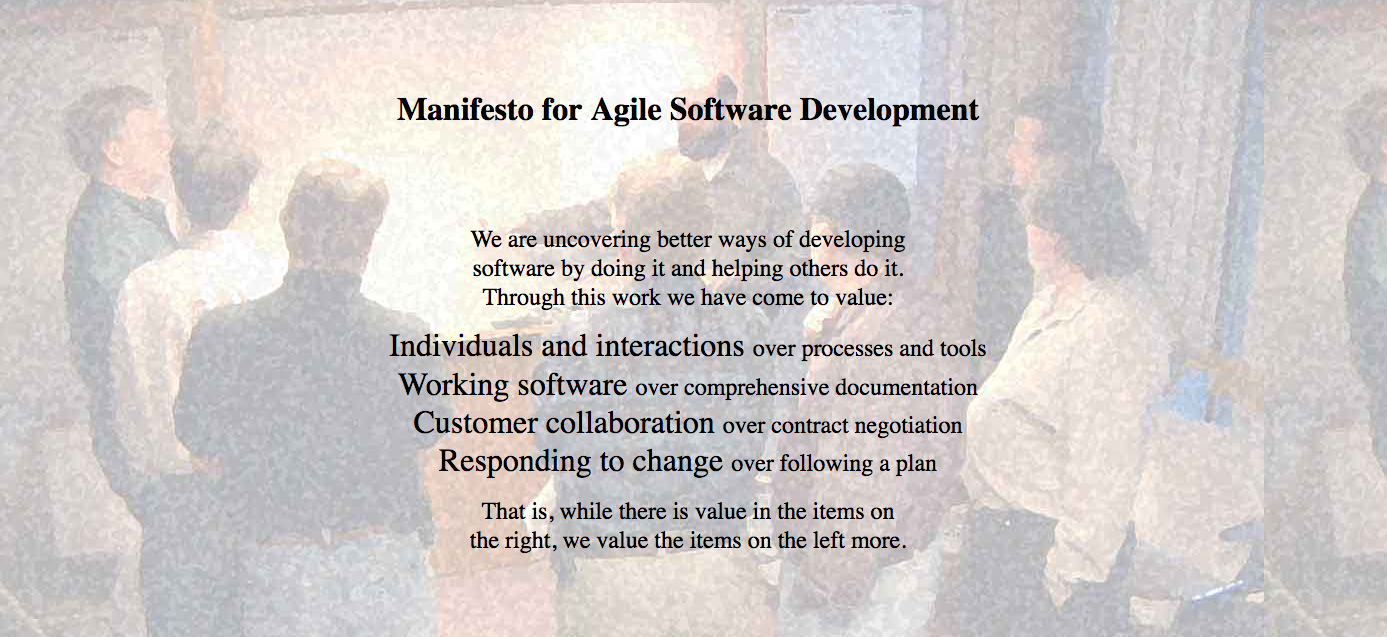 Manifesto for Agile Software Development
We are uncovering better ways of developing
software by doing it and helping others do it.
Through this work we have come to value:
Individuals and interactions over processes and tools
Working software over comprehensive documentation
Customer collaboration over contract negotiation
Responding to change over following a plan
That is, while there is value in the items on
the right, we value the items on the left more.